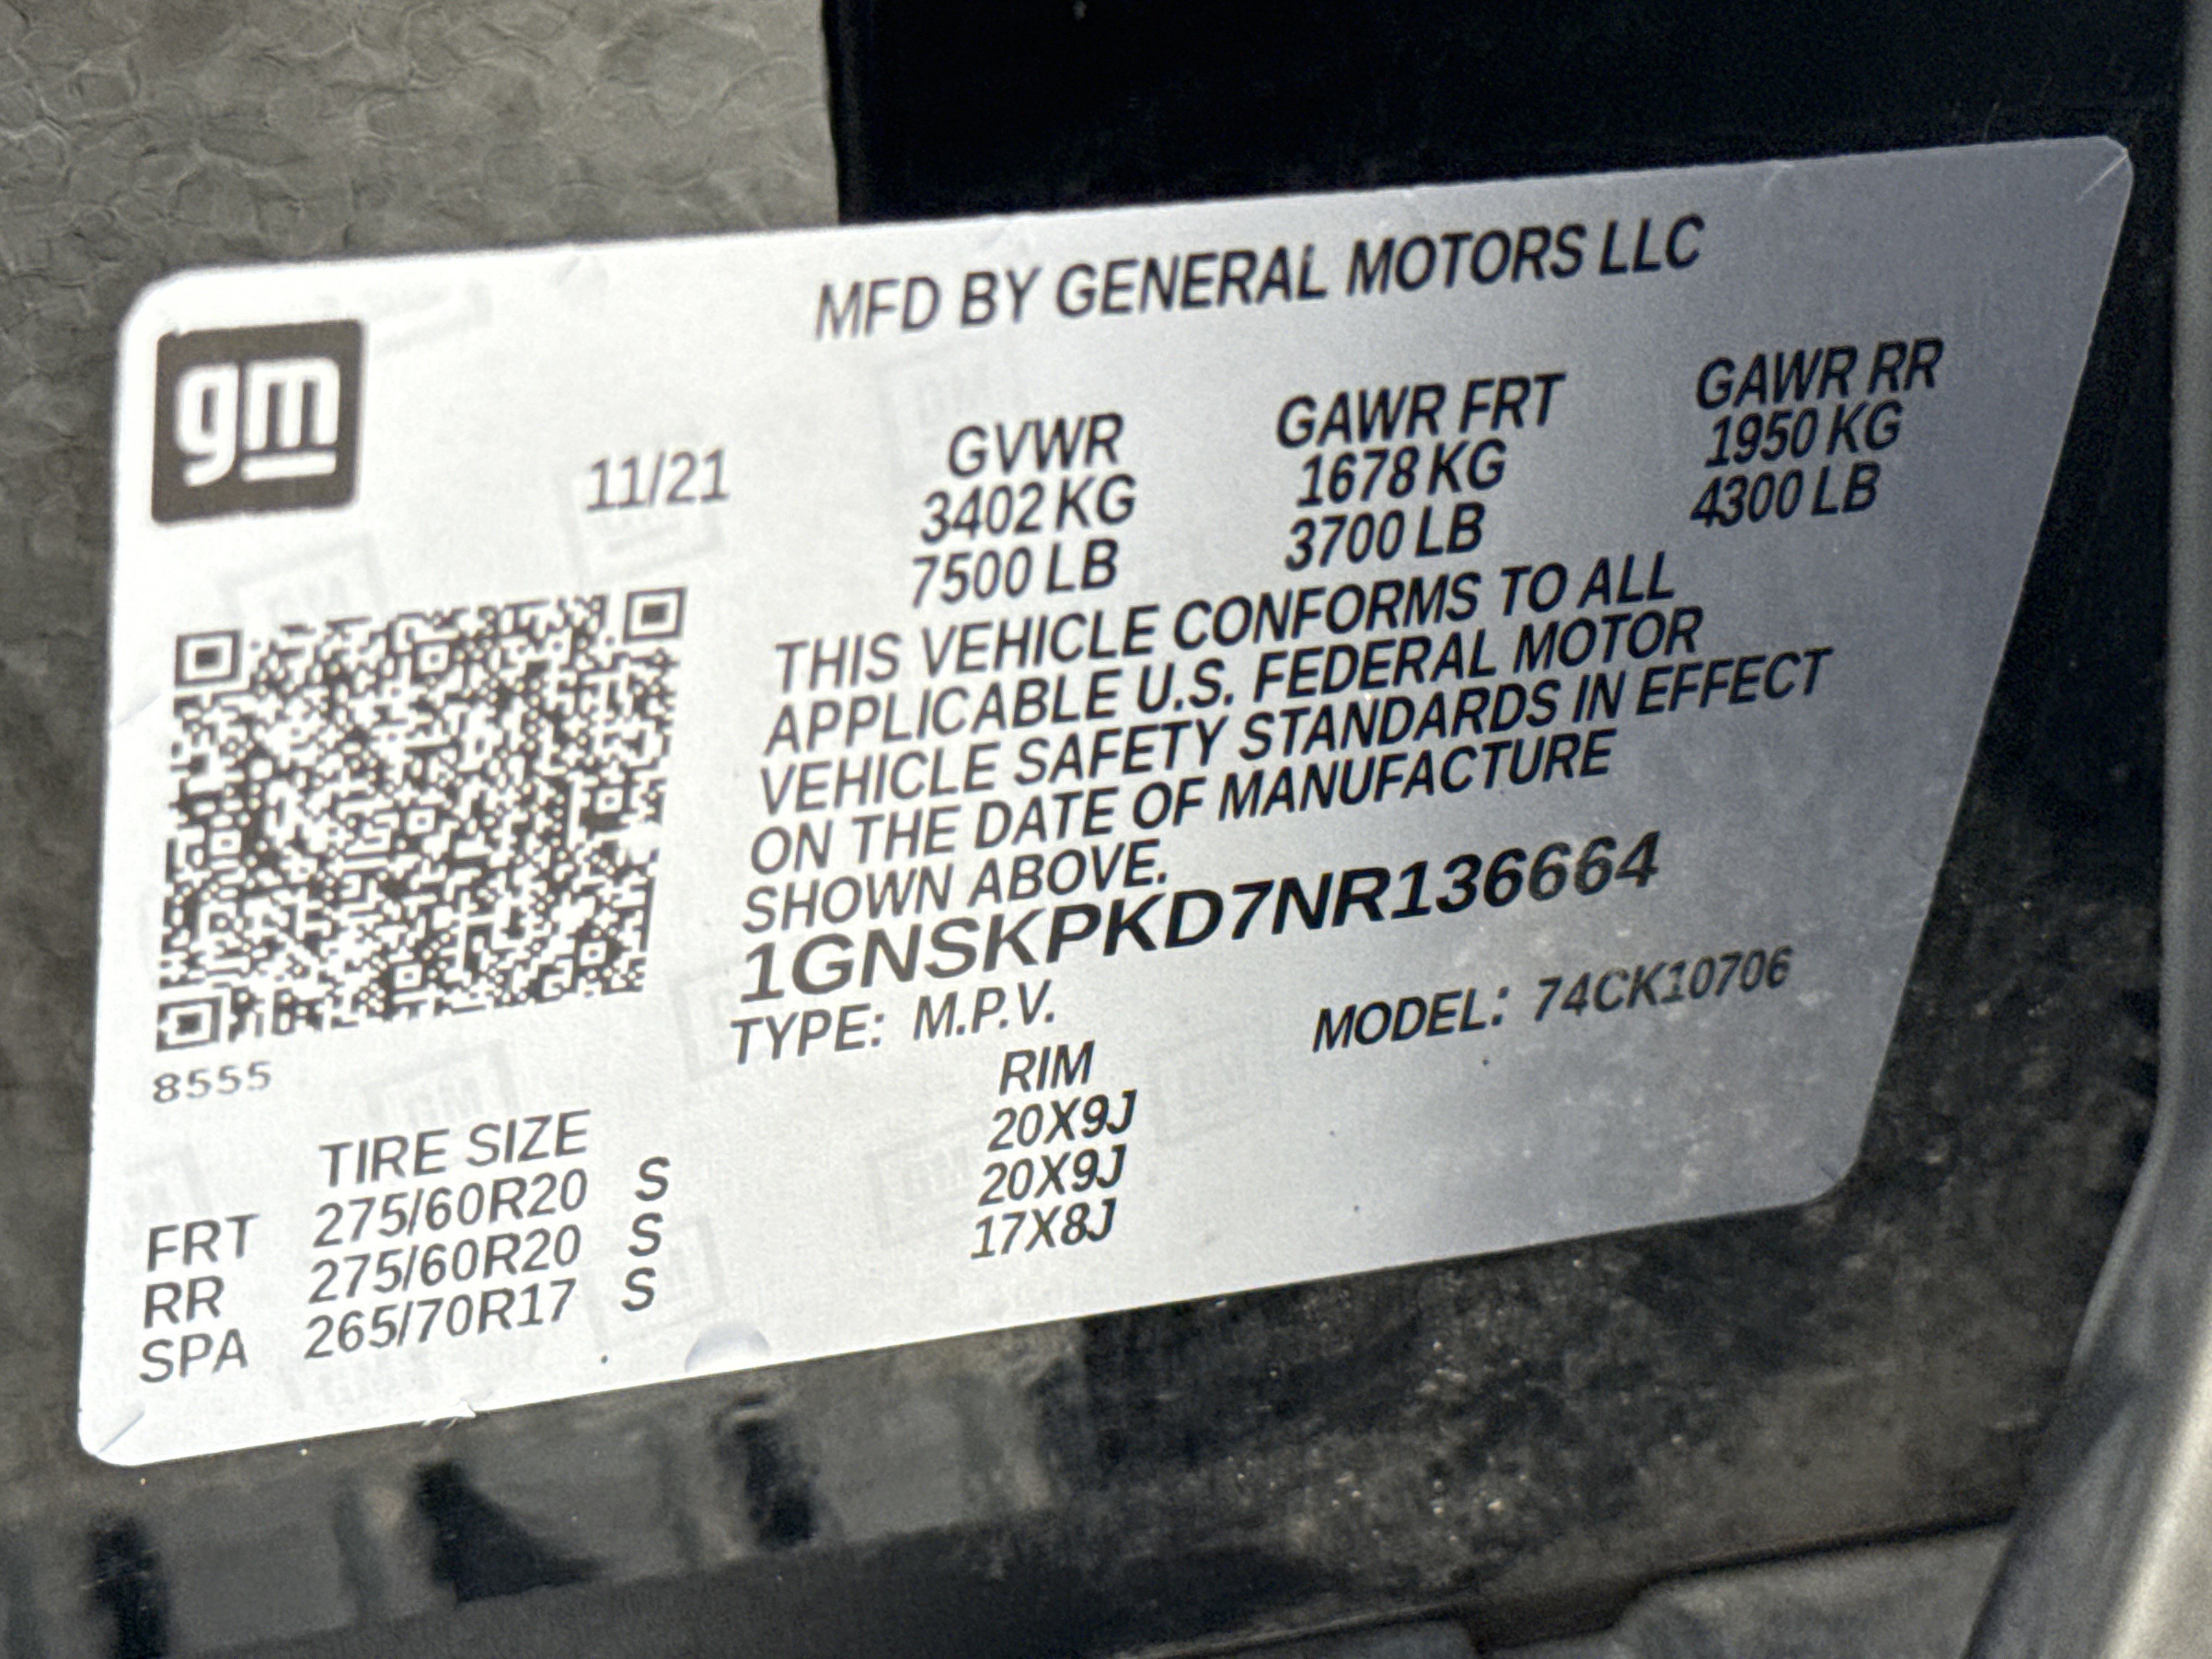 gm
MFD BY GENERAL MOTORS LLC
11/21
GVWR GAWR FRT GAWR RR
3402 KG 1678 KG 1950 KG
7500 LB 3700 LB 4300 LB
THIS VEHICLE CONFORMS TO ALL
APPLICABLE U.S. FEDERAL MOTOR
VEHICLE SAFETY STANDARDS IN EFFECT
ON THE DATE OF MANUFACTURE
SHOWN ABOVE.
1GNSKPKD7NR136664
TYPE: M.P.V. MODEL: 74CK10706
8555
TIRE SIZE RIM
FRT 275/60R20 S 20X9J
RR 275/60R20 S 20X9J
SPA 265/70R17 S 17X8J